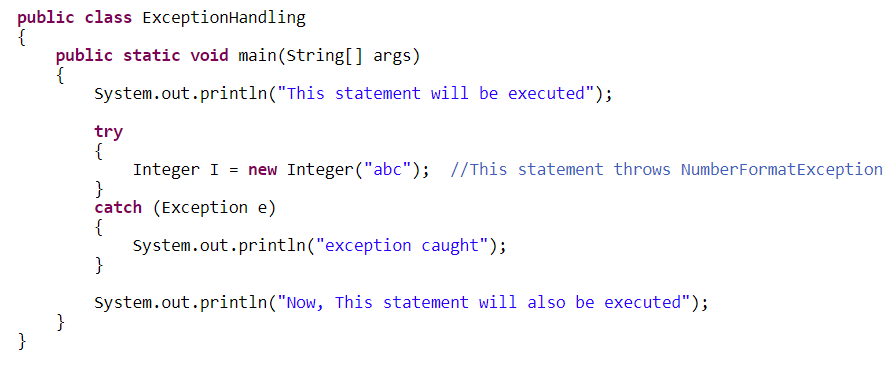 public class ExceptionHandling
{
    public static void main(String[] args)
    {
        System.out.println("This statement will be executed");

        try
        {
            Integer I = new Integer("abc");  //This statement throws NumberFormatException
        }
        catch (Exception e)
        {
            System.out.println("exception caught");
        }

        System.out.println("Now, This statement will also be executed");
    }
}